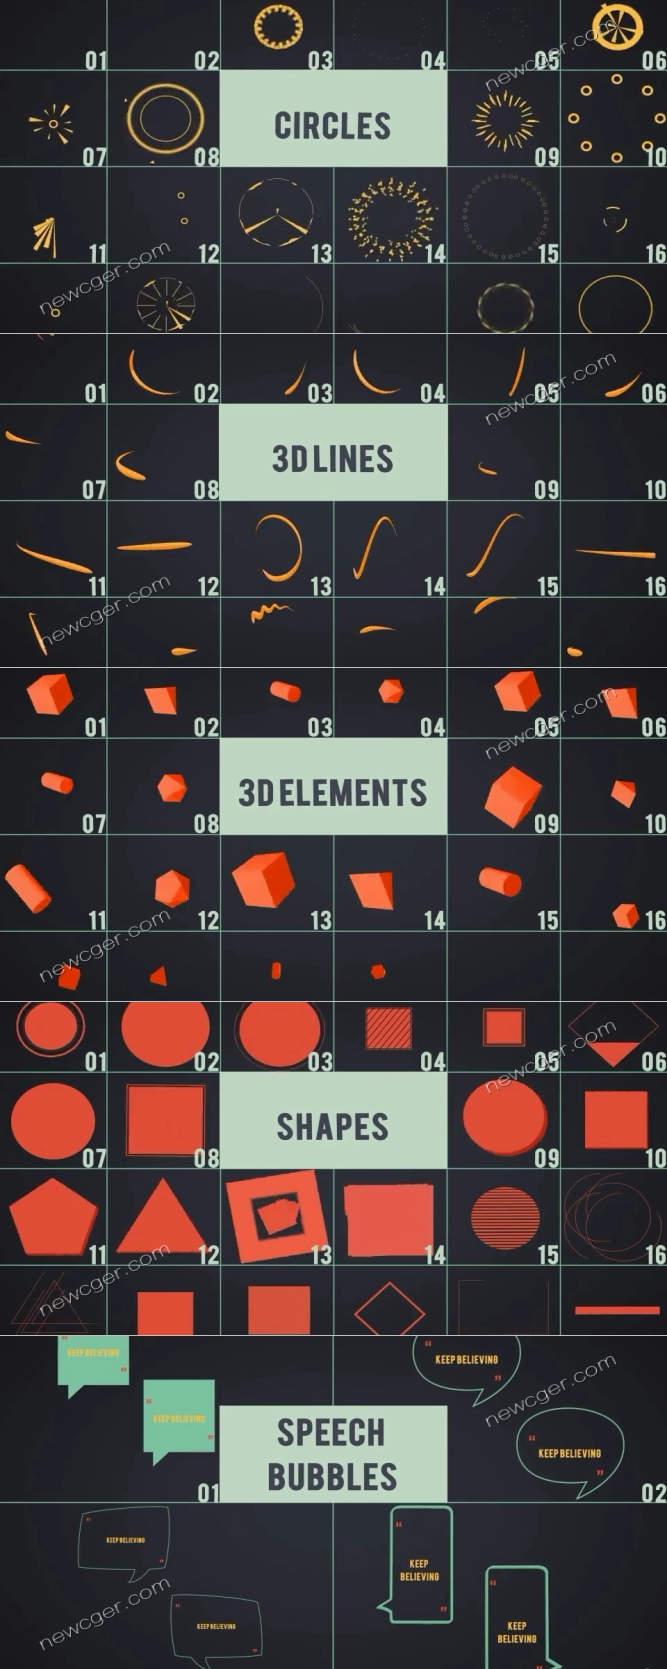 01 02 03 04 05 06
newcger.com
CIRCLES
07 08 09 10
11 12 13 14 15 16
newcger.com
01 02 03 04 05 06
newcger.com
3D LINES
07 08 09 10
11 12 13 14 15 16
newcger.com
01 02 03 04 05 06
newcger.com
3D ELEMENTS
07 08 09 10
11 12 13 14 15 16
newcger.com
01 02 03 04 05 06
newcger.com
SHAPES
07 08 09 10
11 12 13 14 15 16
newcger.com
" KEEP BELIEVING "
" KEEP BELIEVING "
newcger.com
" KEEP BELIEVING "
" KEEP BELIEVING "
SPEECH
BUBBLES
01 02
" KEEP BELIEVING "
" KEEP
BELIEVING "
newcger.com
" KEEP BELIEVING "
" KEEP
BELIEVING "